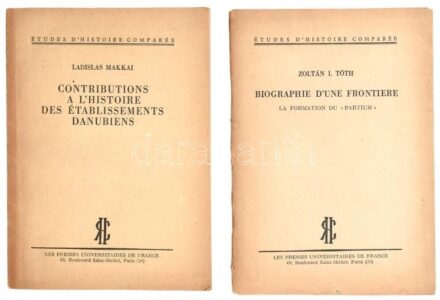 ÉTUDES D'HISTOIRE COMPARÉE
LADISLAS MAKKAI
CONTRIBUTIONS
A L'HISTOIRE
DES ÉTABLISSEMENTS
DANUBIENS
LES PRESSES UNIVERSITAIRES DE FRANCE
49, Boulevard Saint-Michel, Paris (5e)
ÉTUDES D'HISTOIRE COMPARÉE
ZOLTÁN I. TÓTH
BIOGRAPHIE D'UNE FRONTIERE
LA FORMATION DU «PARTIUM»
LES PRESSES UNIVERSITAIRES DE FRANCE
49, Boulevard Saint-Michel, Paris (5e)
darabanth